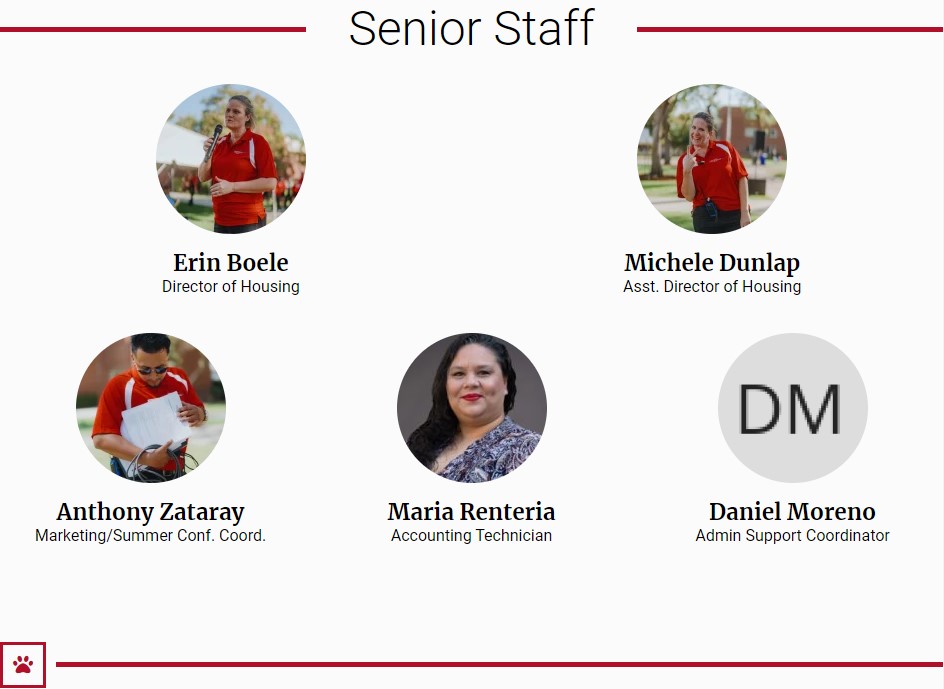 Senior Staff
Erin Boele
Director of Housing
Michele Dunlap
Asst. Director of Housing
DM
Anthony Zataray
Marketing/Summer Conf. Coord.
Maria Renteria
Accounting Technician
Daniel Moreno
Admin Support Coordinator